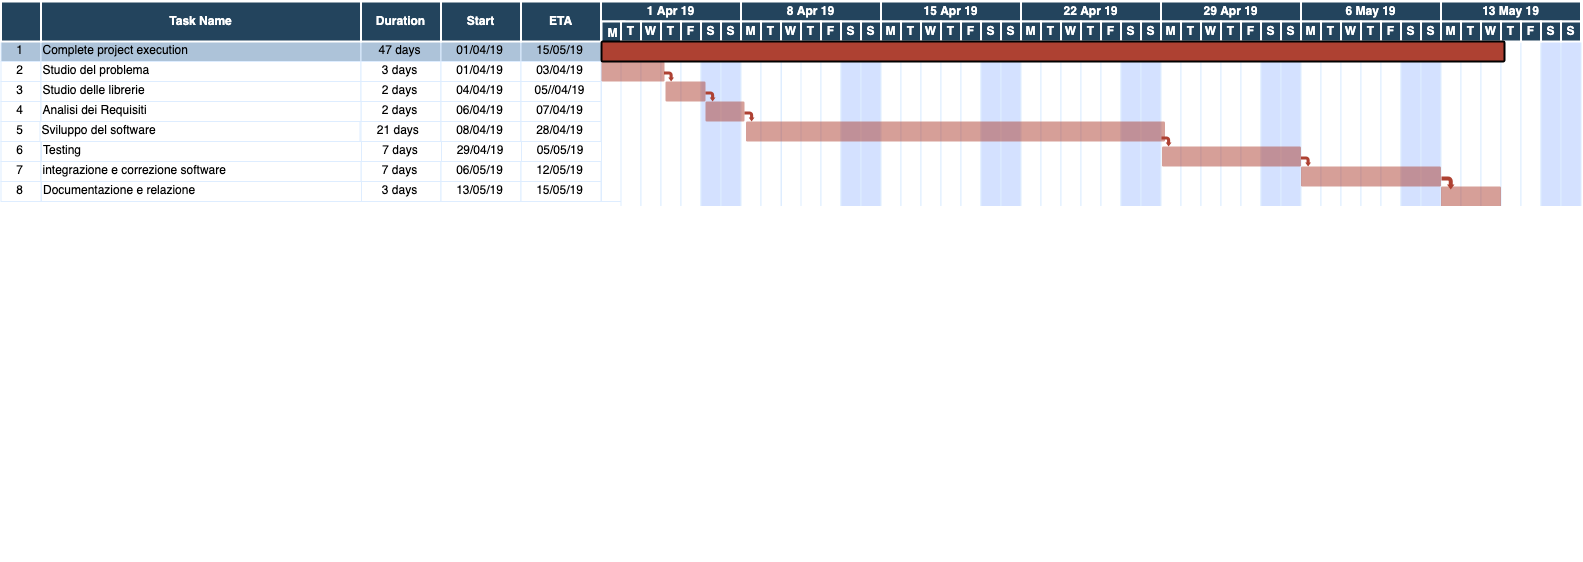 Task Name Duration Start ETA 1 Apr 19 8 Apr 19 15 Apr 19 22 Apr 19 29 Apr 19 6 May 19 13 May 19
M T W T F S S M T W T F S S M T W T F S S M T W T F S S M T W T F S S M T W T F S S M T W T F S S
1 Complete project execution 47 days 01/04/19 15/05/19
2 Studio del problema 3 days 01/04/19 03/04/19
3 Studio delle librerie 2 days 04/04/19 05//04/19
4 Analisi dei Requisiti 2 days 06/04/19 07/04/19
5 Sviluppo del software 21 days 08/04/19 28/04/19
6 Testing 7 days 29/04/19 05/05/19
7 integrazione e correzione software 7 days 06/05/19 12/05/19
8 Documentazione e relazione 3 days 13/05/19 15/05/19